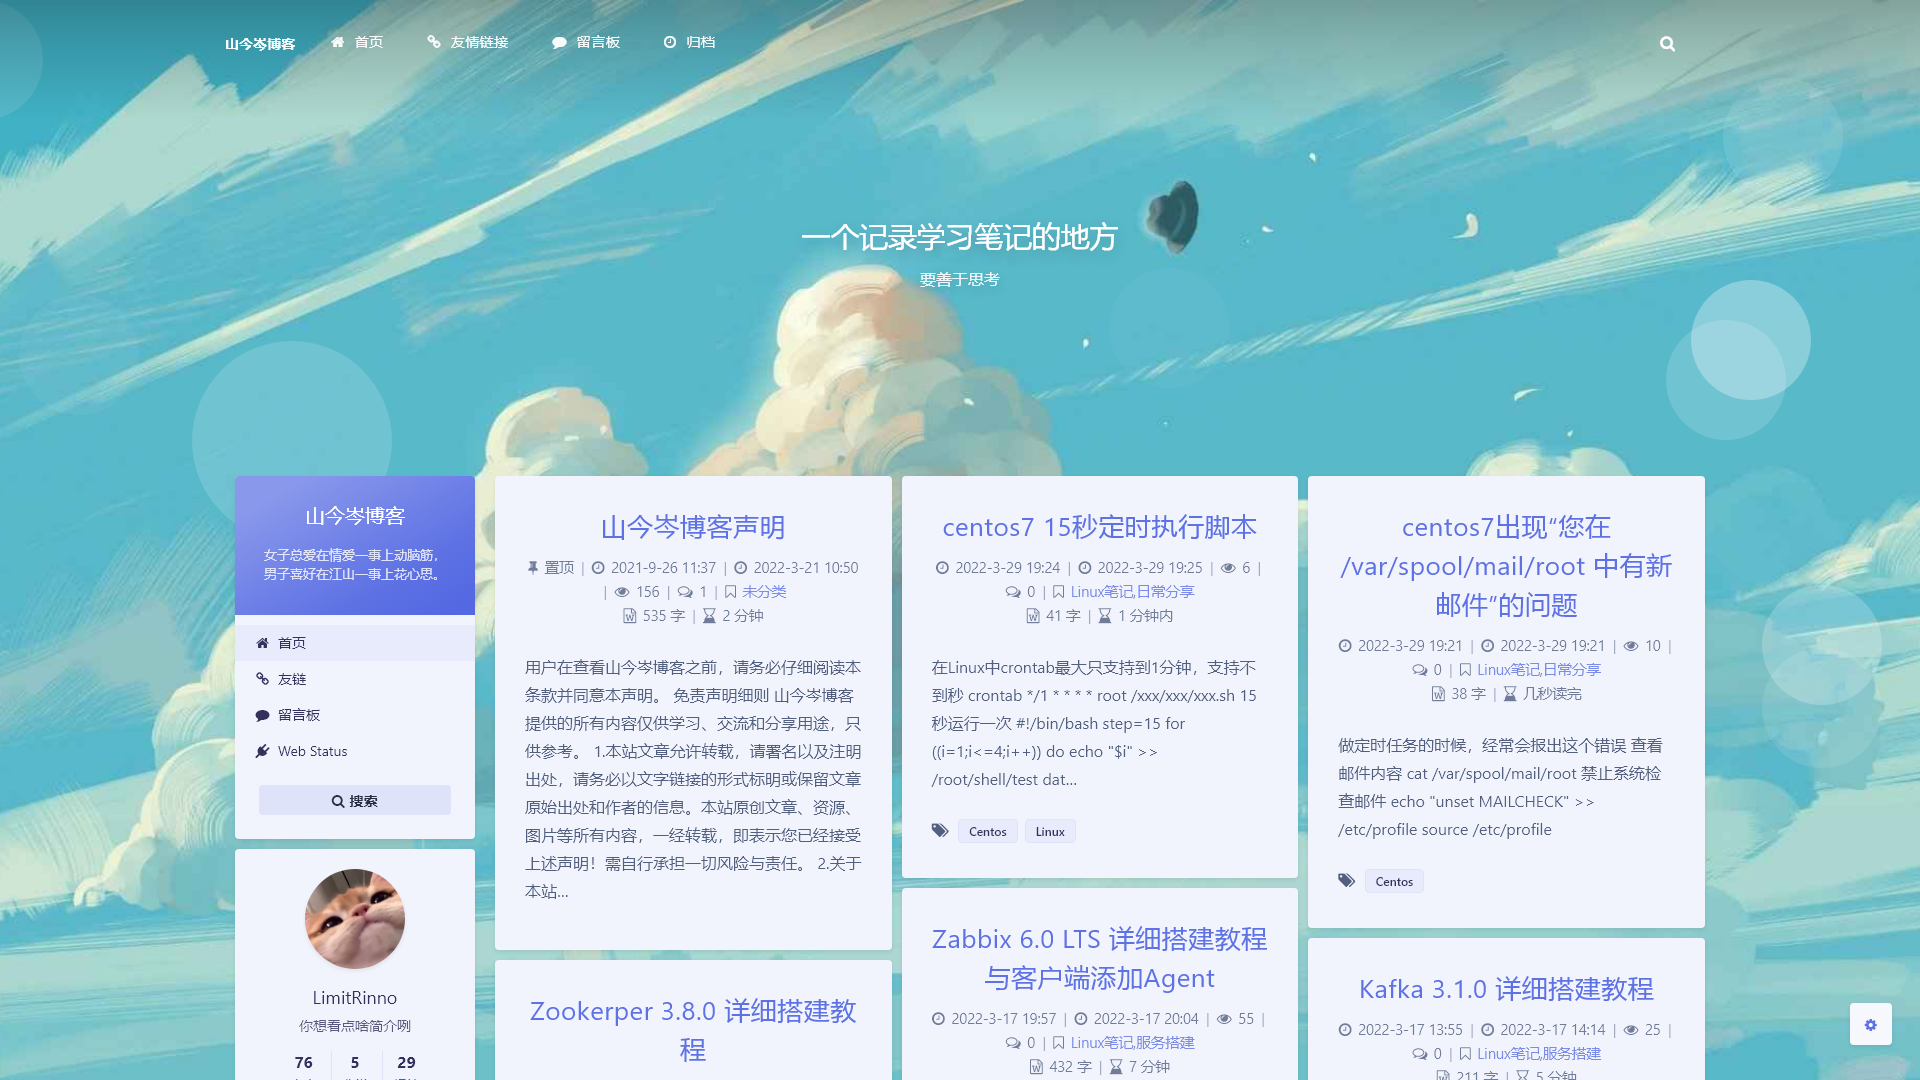 山今岑博客
首页
友情链接
留言板
归档
一个记录学习笔记的地方
要善于思考
山今岑博客
女子总爱在情爱一事上动脑筋，
男子喜好在江山一事上花心思。
首页
友链
留言板
Web Status
搜索
LimitRinno
你想看点啥简介咧
76 5 29
山今岑博客声明
置顶 | 2021-9-26 11:37 | 2022-3-21 10:50
| 156 | 1 | 未分类
535 字 | 2 分钟
用户在查看山今岑博客之前，请务必仔细阅读本
条款并同意本声明。 免责声明细则 山今岑博客
提供的所有内容仅供学习、交流和分享用途，只
供参考。 1.本站文章允许转载，请署名以及注明
出处，请务必以文字链接的形式标明或保留文章
原始出处和作者的信息。本站原创文章、资源、
图片等所有内容，一经转载，即表示您已经接受
上述声明！需自行承担一切风险与责任。 2.关于
本站...
Zookerper 3.8.0 详细搭建教
程
centos7 15秒定时执行脚本
2022-3-29 19:24 | 2022-3-29 19:25 | 6 |
0 | Linux笔记,日常分享
41 字 | 1 分钟内
在Linux中crontab最大只支持到1分钟，支持不
到秒 crontab */1 * * * * root /xxx/xxx/xxx.sh 15
秒运行一次 #!/bin/bash step=15 for
((i=1;i<=4;i++)) do echo "$i" >>
/root/shell/test dat...
Centos Linux
Zabbix 6.0 LTS 详细搭建教程
与客户端添加Agent
2022-3-17 19:57 | 2022-3-17 20:04 | 55 |
0 | Linux笔记,服务搭建
432 字 | 7 分钟
centos7出现“您在
/var/spool/mail/root 中有新
邮件”的问题
2022-3-29 19:21 | 2022-3-29 19:21 | 10 |
0 | Linux笔记,日常分享
38 字 | 几秒读完
做定时任务的时候，经常会报出这个错误 查看
邮件内容 cat /var/spool/mail/root 禁止系统检
查邮件 echo "unset MAILCHECK" >>
/etc/profile source /etc/profile
Centos
Kafka 3.1.0 详细搭建教程
2022-3-17 13:55 | 2022-3-17 14:14 | 25 |
0 | Linux笔记,服务搭建
211 字 | 5 分钟